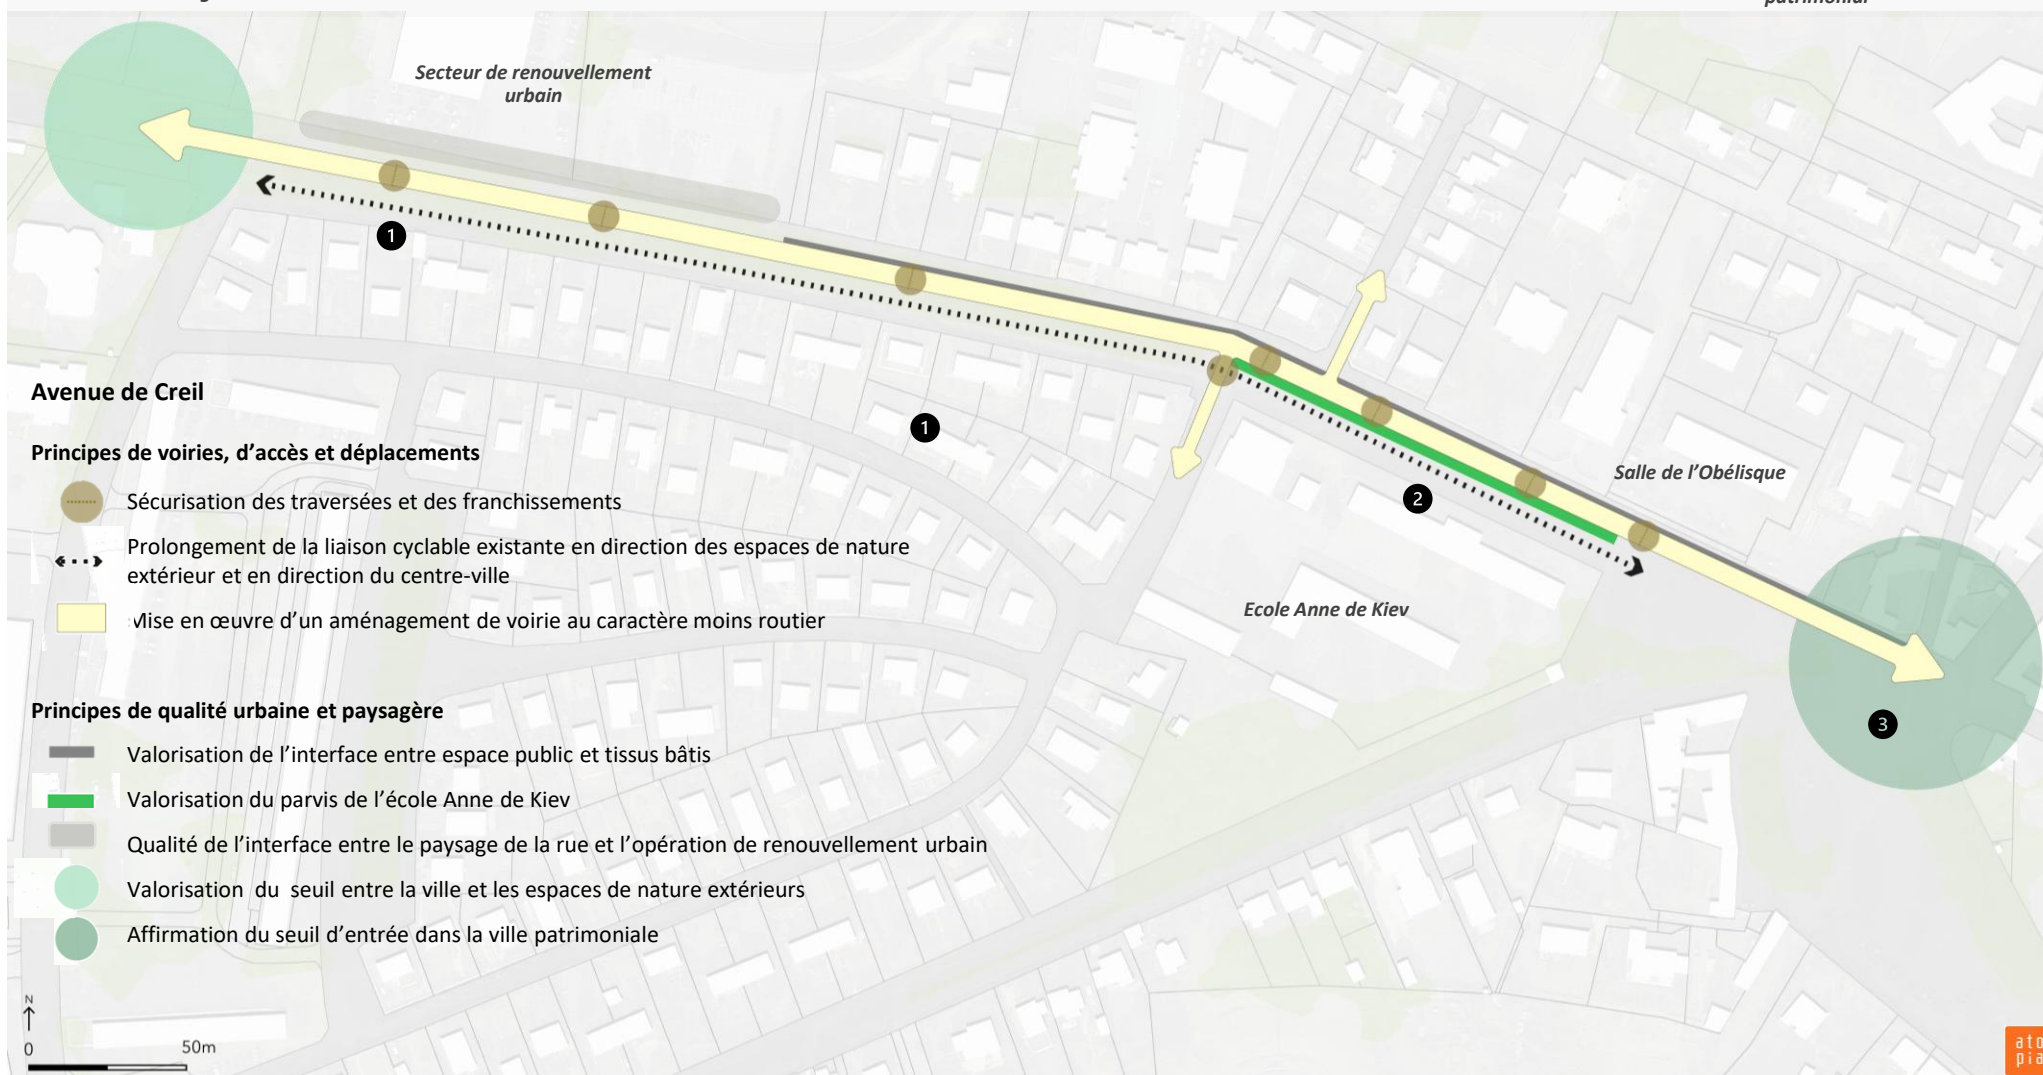 patrimonial
Secteur de renouvellement
urbain
1
1
2
Salle de l’Obélisque
Ecole Anne de Kiev
3
Avenue de Creil
Principes de voiries, d’accès et déplacements
Sécurisation des traversées et des franchissements
Prolongement de la liaison cyclable existante en direction des espaces de nature
extérieur et en direction du centre-ville
Mise en œuvre d’un aménagement de voirie au caractère moins routier
Principes de qualité urbaine et paysagère
Valorisation de l’interface entre espace public et tissus bâtis
Valorisation du parvis de l’école Anne de Kiev
Qualité de l’interface entre le paysage de la rue et l’opération de renouvellement urbain
Valorisation du seuil entre la ville et les espaces de nature extérieurs
Affirmation du seuil d’entrée dans la ville patrimoniale
N
0 50m
ato
pia